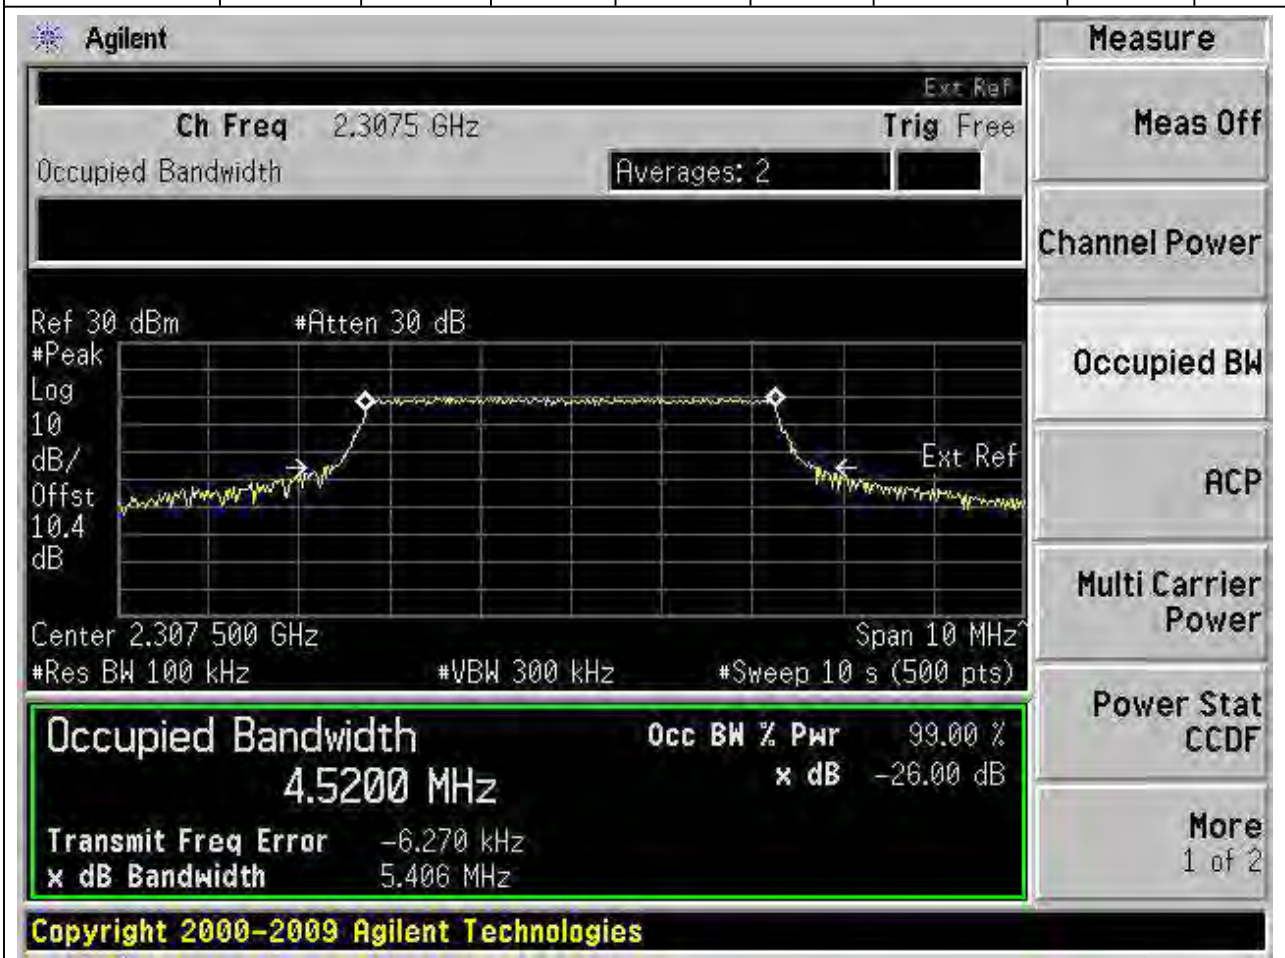 Agilent
Measure
Ext Ref
Ch Freq 2.3075 GHz Trig Free
Meas Off
Occupied Bandwidth Averages: 2
Channel Power
Ref 30 dBm #Atten 30 dB
#Peak
Log
10
dB/
Offst
10.4
dB
Ext Ref
Occupied BW
ACP
Center 2.307 500 GHz Span 10 MHz^
#Res BW 100 kHz #VBW 300 kHz #Sweep 10 s (500 pts)
Multi Carrier
Power
Occupied Bandwidth Occ BW % Pwr 99.00 %
4.5200 MHz x dB -26.00 dB
Transmit Freq Error -6.270 kHz
x dB Bandwidth 5.406 MHz
Power Stat
CCDF
More
1 of 2
Copyright 2000-2009 Agilent Technologies